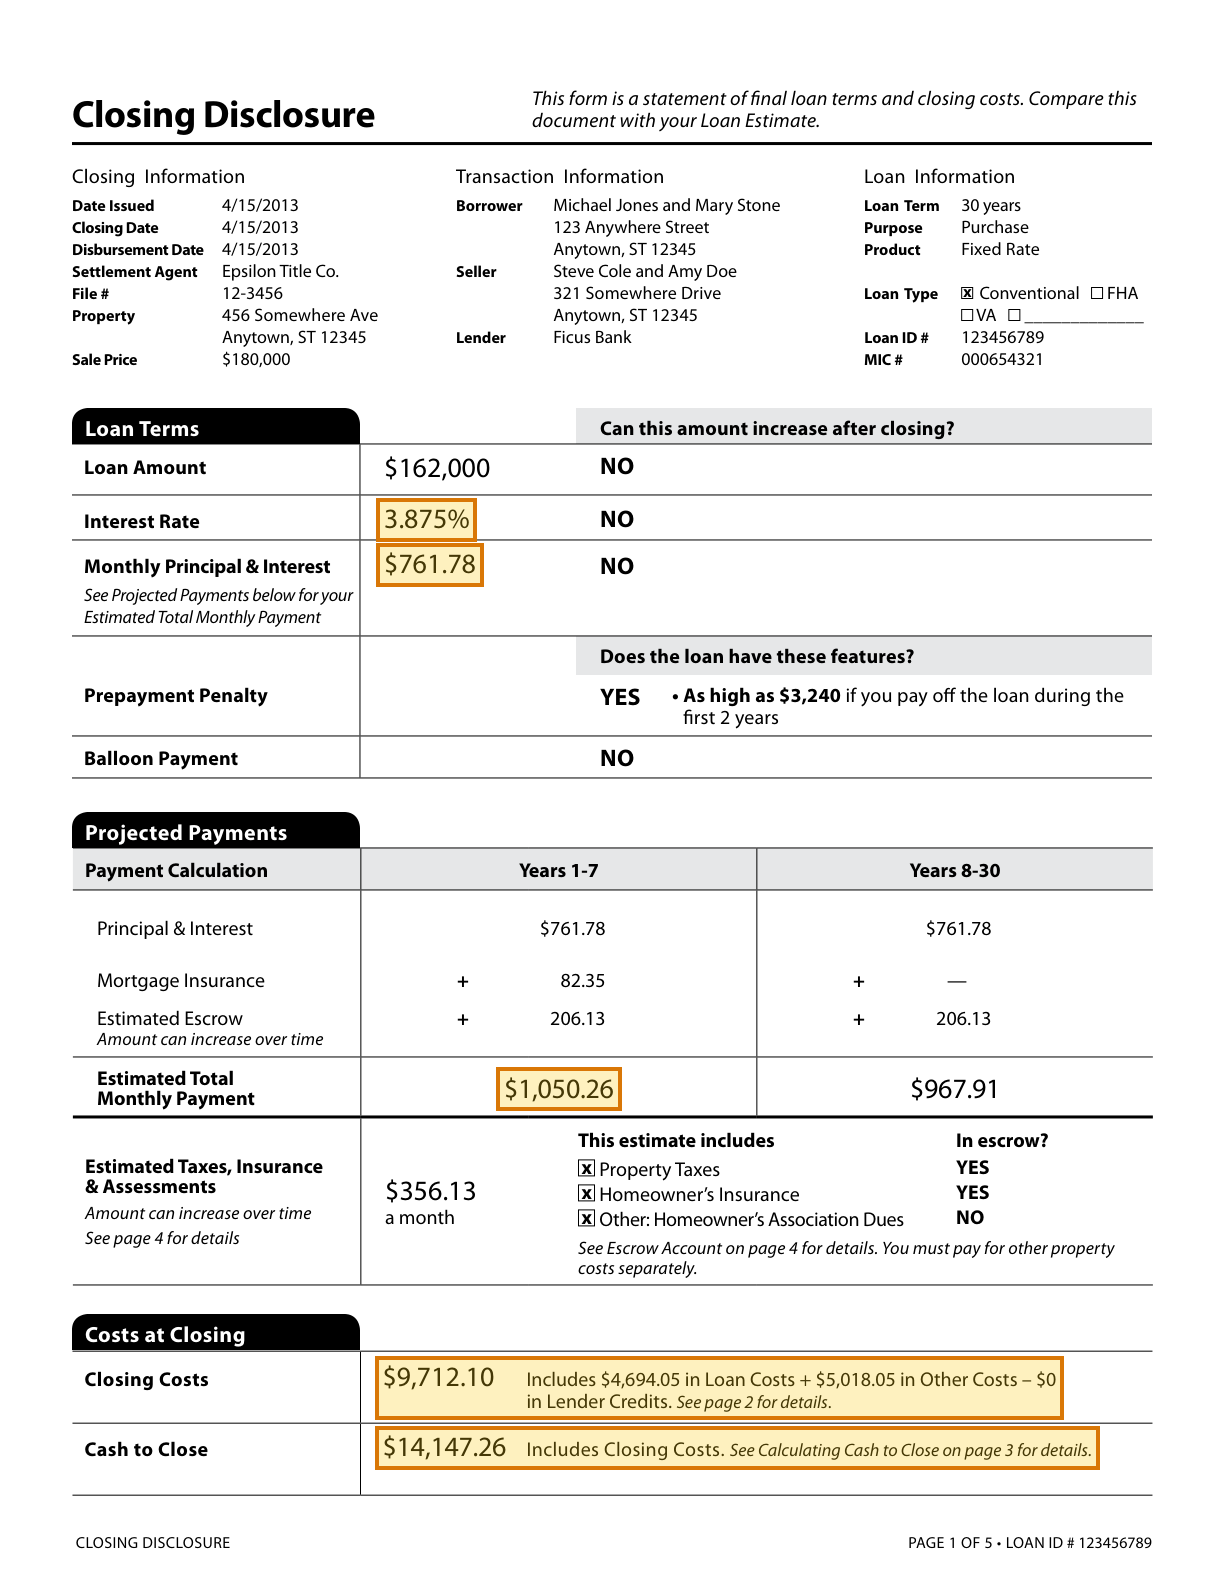 Closing Disclosure
This form is a statement of final loan terms and closing costs. Compare this
document with your Loan Estimate.
Closing Information
Date Issued 4/15/2013
Closing Date 4/15/2013
Disbursement Date 4/15/2013
Settlement Agent Epsilon Title Co.
File # 12-3456
Property 456 Somewhere Ave
Anytown, ST 12345
Sale Price $180,000
Transaction Information
Borrower Michael Jones and Mary Stone
123 Anywhere Street
Anytown, ST 12345
Seller Steve Cole and Amy Doe
321 Somewhere Drive
Anytown, ST 12345
Lender Ficus Bank
Loan Information
Loan Term 30 years
Purpose Purchase
Product Fixed Rate
Loan Type ☒ Conventional ☐ FHA
☐ VA ☐ _____________
Loan ID # 123456789
MIC # 000654321
Loan Terms Can this amount increase after closing?
Loan Amount $162,000 NO
Interest Rate 3.875% NO
Monthly Principal & Interest $761.78 NO
See Projected Payments below for your
Estimated Total Monthly Payment
Does the loan have these features?
Prepayment Penalty YES • As high as $3,240 if you pay off the loan during the
first 2 years
Balloon Payment NO
Projected Payments
Payment Calculation Years 1-7 Years 8-30
Principal & Interest $761.78 $761.78
Mortgage Insurance + 82.35 + —
Estimated Escrow + 206.13 + 206.13
Amount can increase over time
Estimated Total
Monthly Payment $1,050.26 $967.91
Estimated Taxes, Insurance
& Assessments
Amount can increase over time
See page 4 for details
$356.13
a month
This estimate includes In escrow?
☒ Property Taxes YES
☒ Homeowner’s Insurance YES
☒ Other: Homeowner’s Association Dues NO
See Escrow Account on page 4 for details. You must pay for other property
costs separately.
Costs at Closing
Closing Costs $9,712.10 Includes $4,694.05 in Loan Costs + $5,018.05 in Other Costs – $0
in Lender Credits. See page 2 for details.
Cash to Close $14,147.26 Includes Closing Costs. See Calculating Cash to Close on page 3 for details.
CLOSING DISCLOSURE PAGE 1 OF 5 • LOAN ID # 123456789